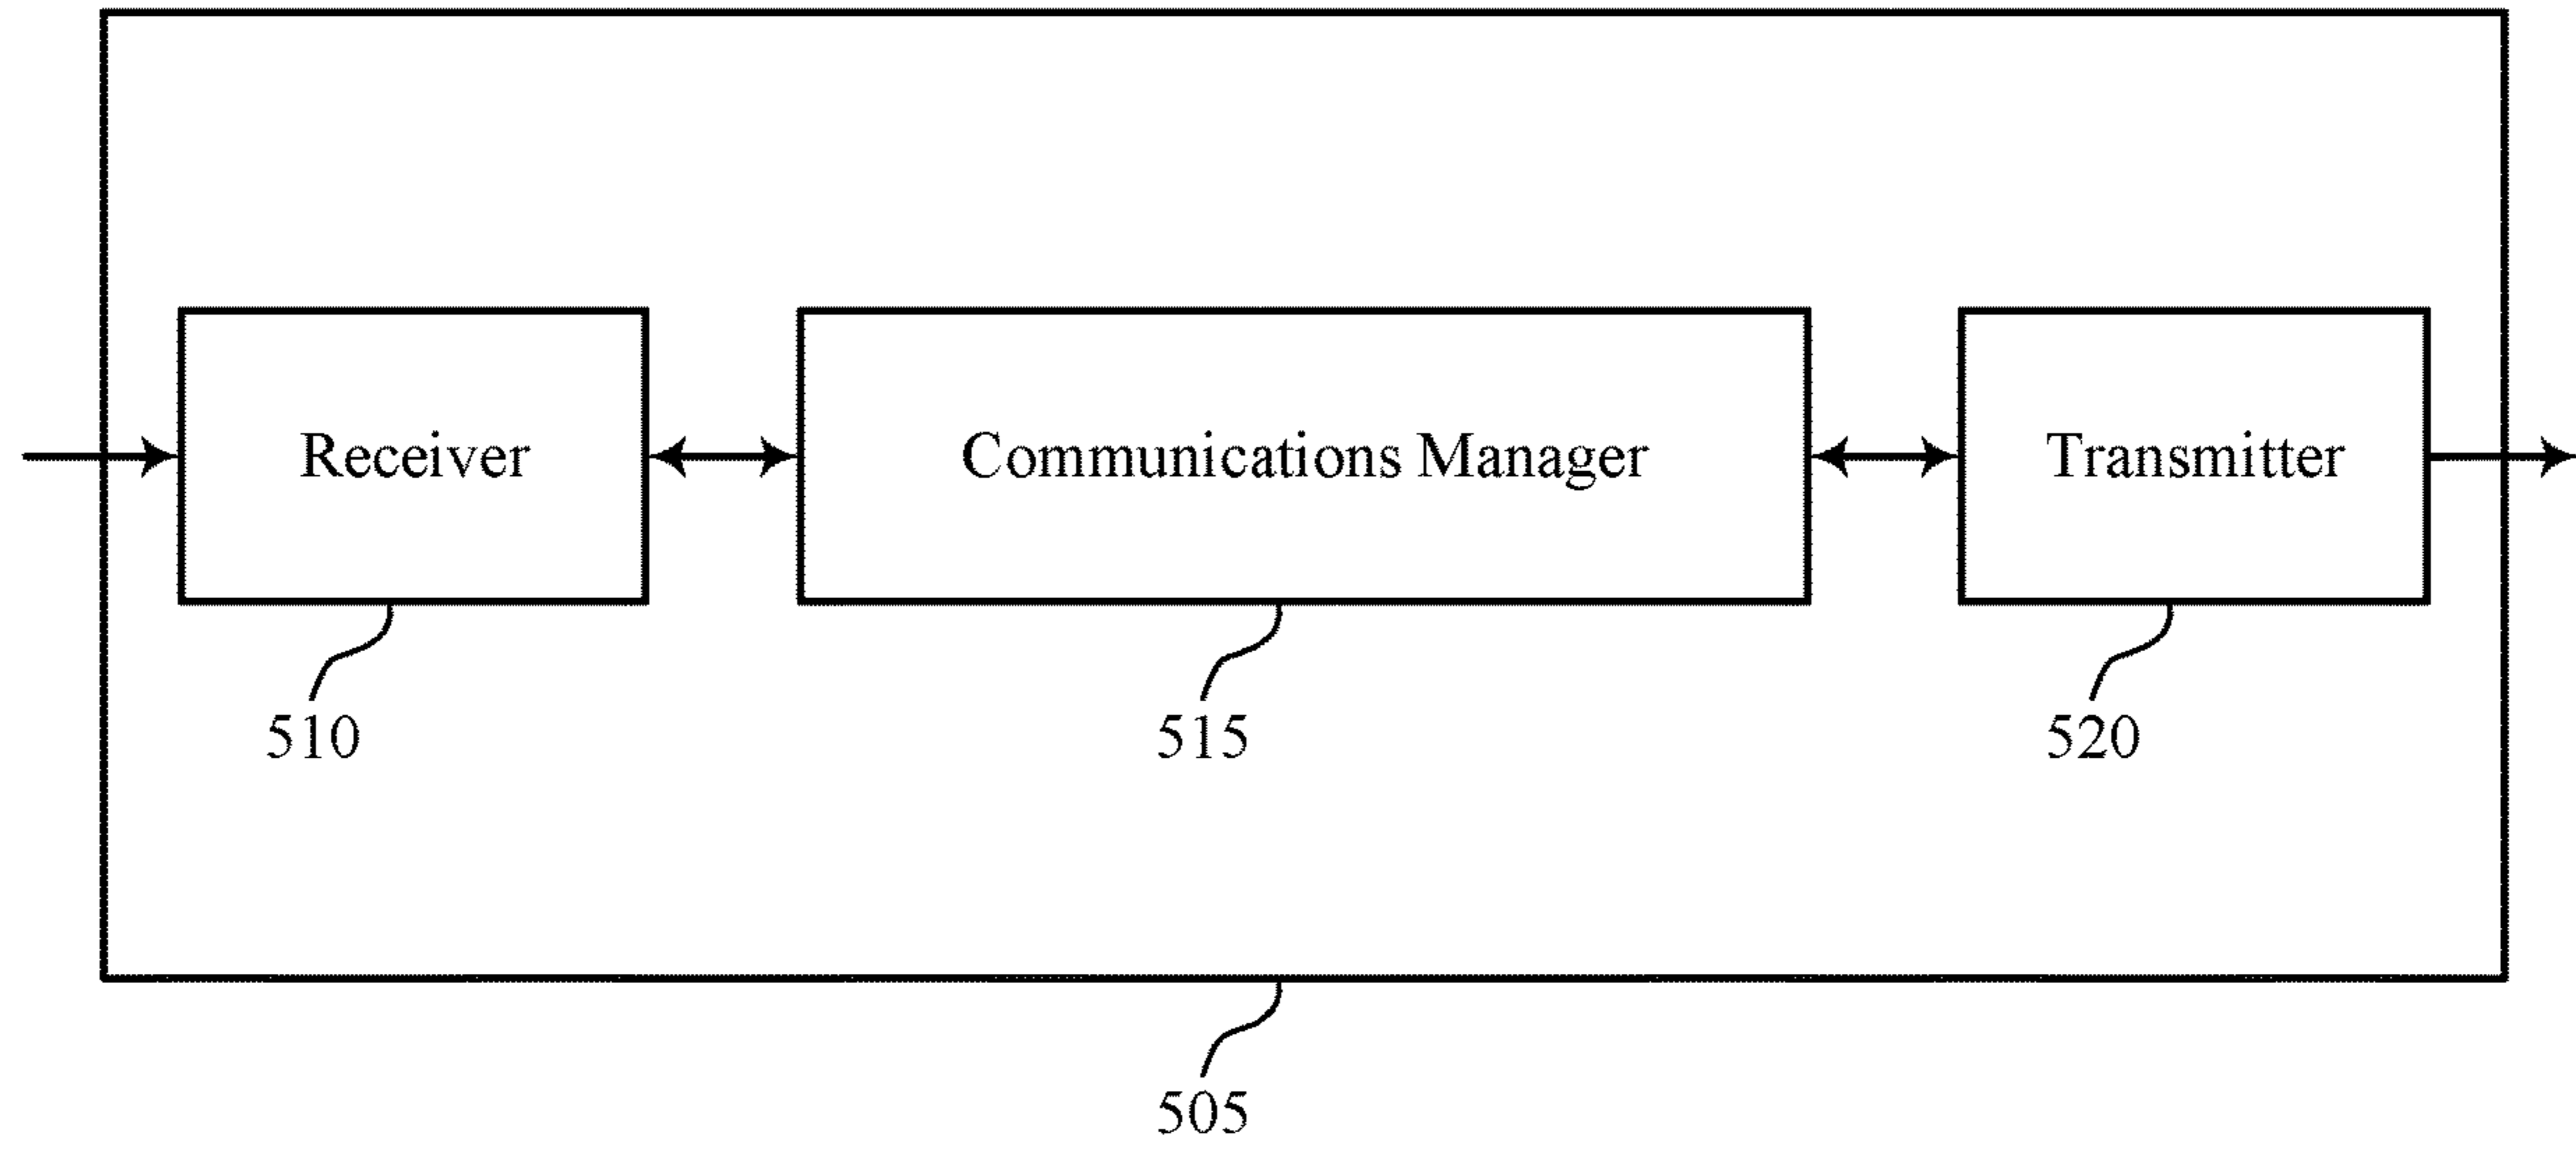 Receiver
Communications Manager
Transmitter
510
515
520
505